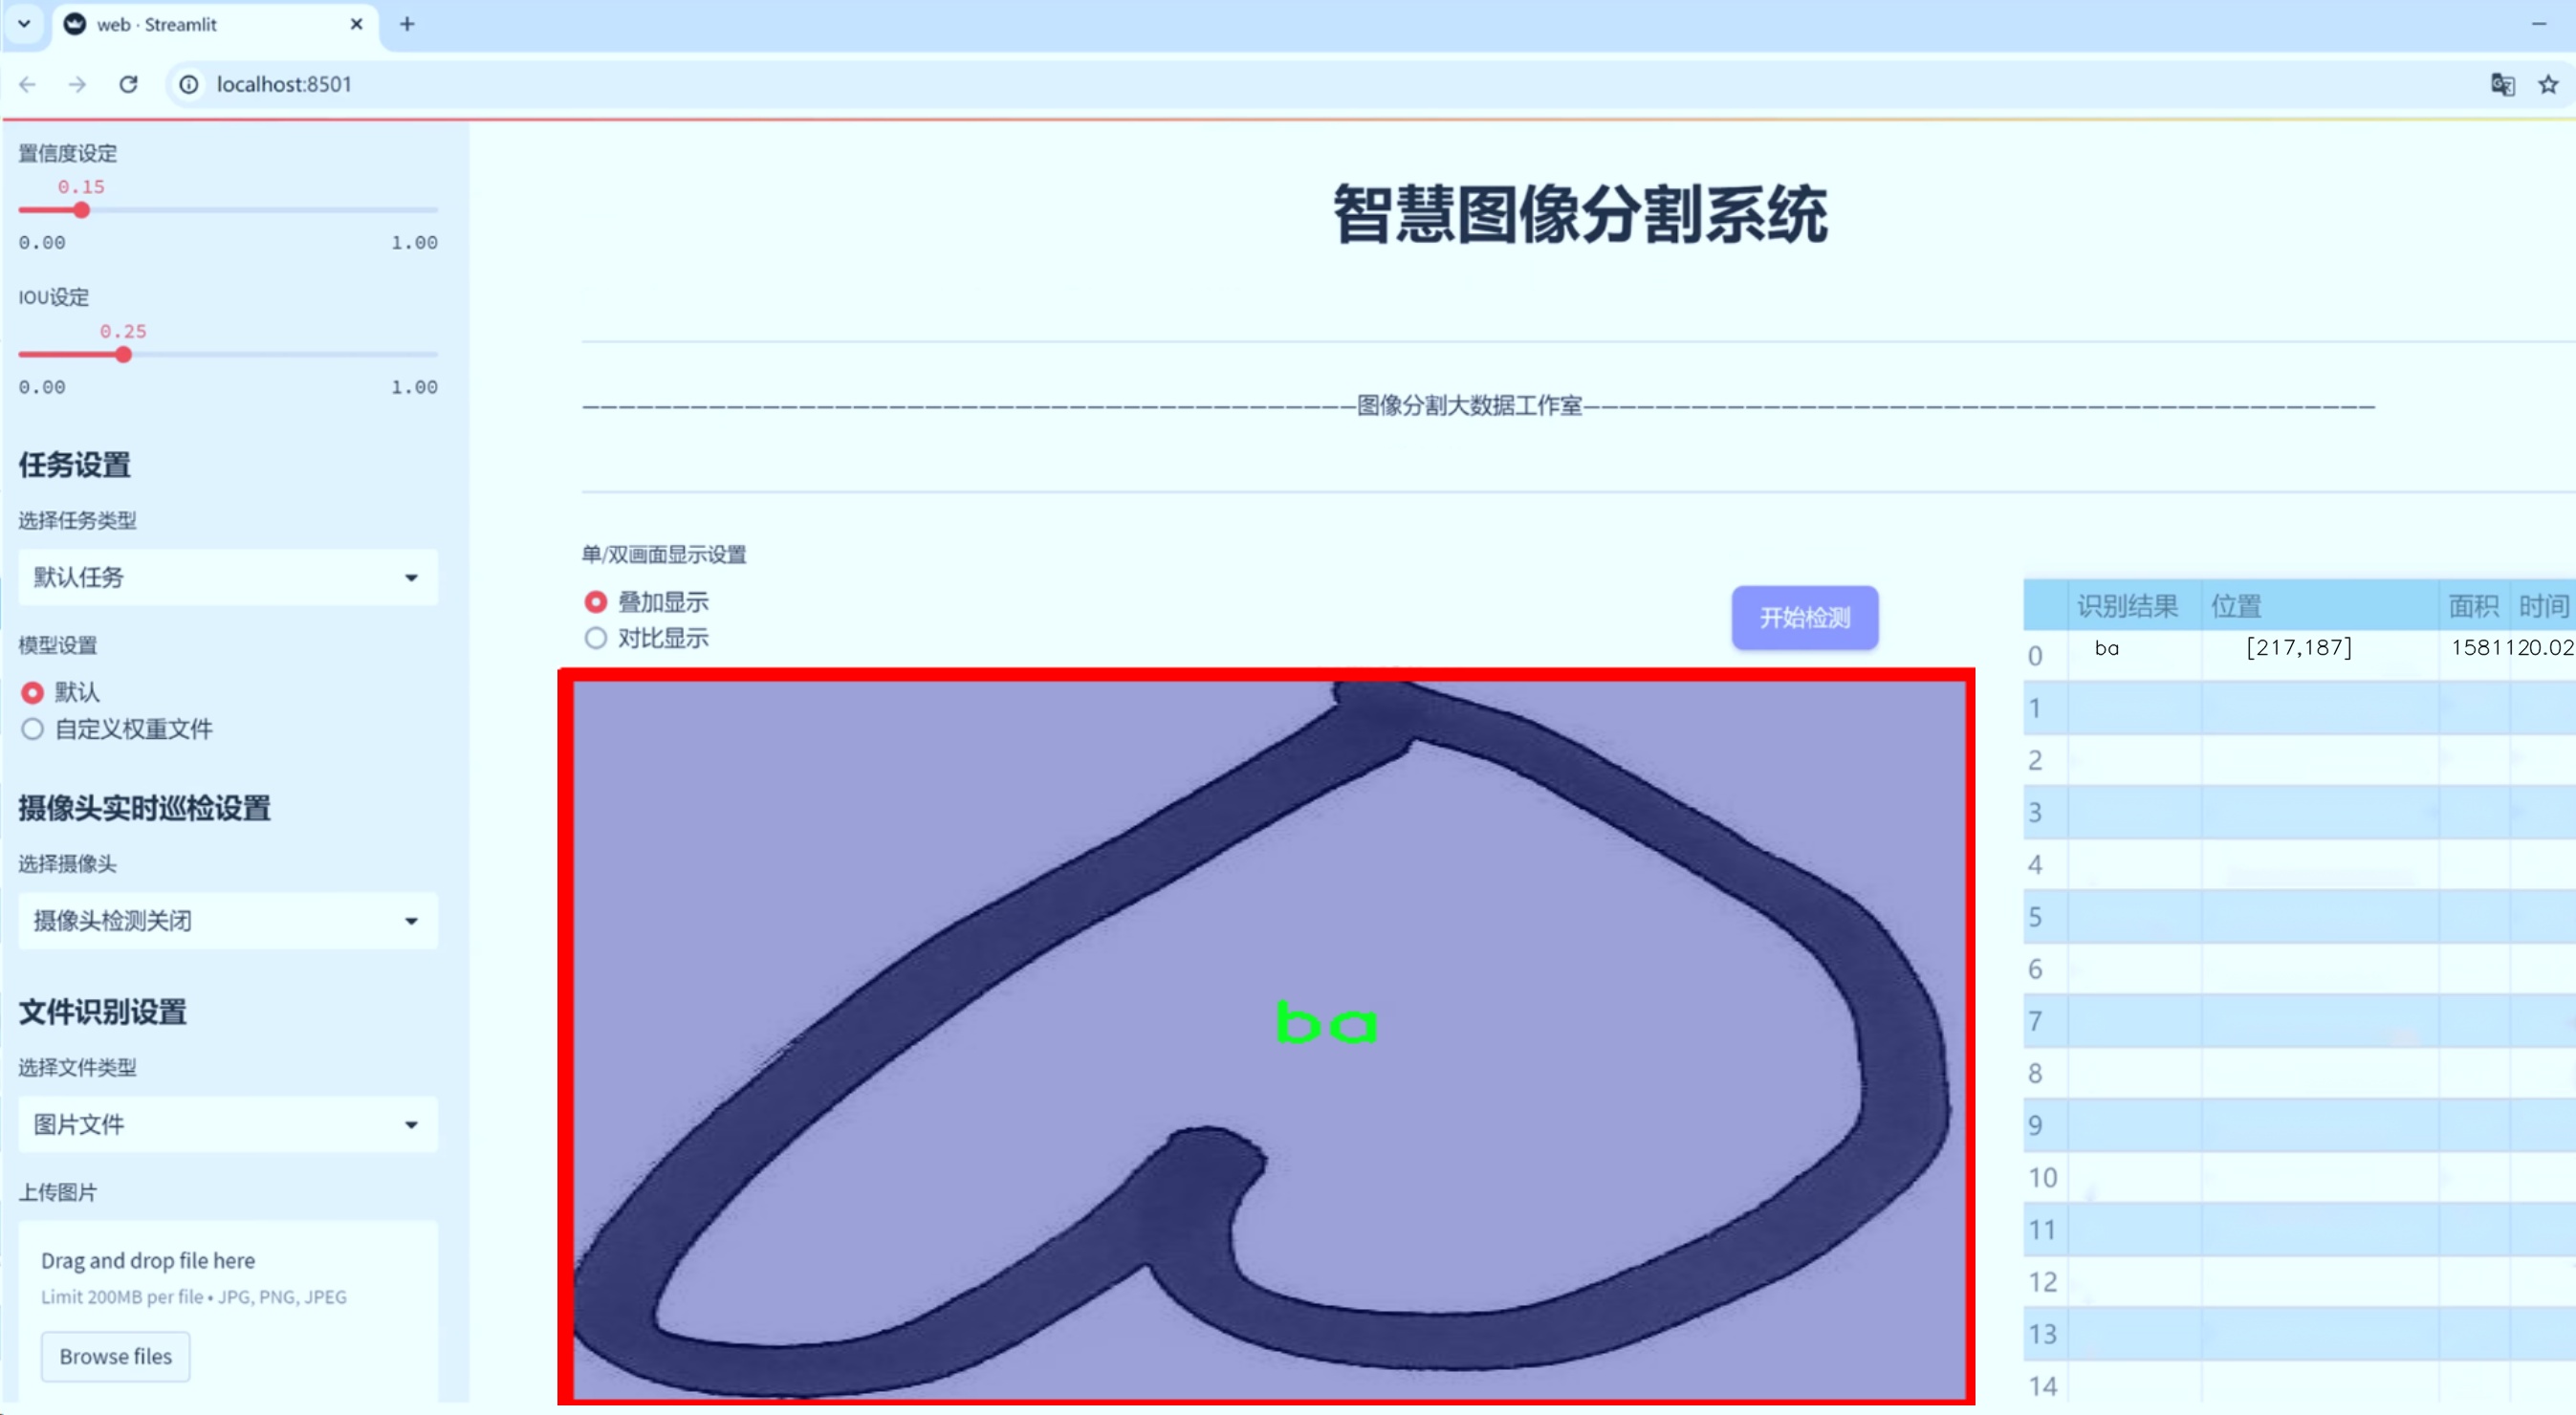 web · Streamlit
localhost:8501
置信度设定
0.15
0.00 1.00
IOU设定
0.25
0.00 1.00
任务设置
选择任务类型
默认任务
模型设置
默认
自定义权重文件
摄像头实时巡检设置
选择摄像头
摄像头检测关闭
文件识别设置
选择文件类型
图片文件
上传图片
Drag and drop file here
Limit 200MB per file • JPG, PNG, JPEG
Browse files
智慧图像分割系统
图像分割大数据工作室
单/双画面显示设置
叠加显示
对比显示
开始检测
ba
识别结果 位置 面积 时间
0 ba [217,187] 1581120.02
1
2
3
4
5
6
7
8
9
10
11
12
13
14